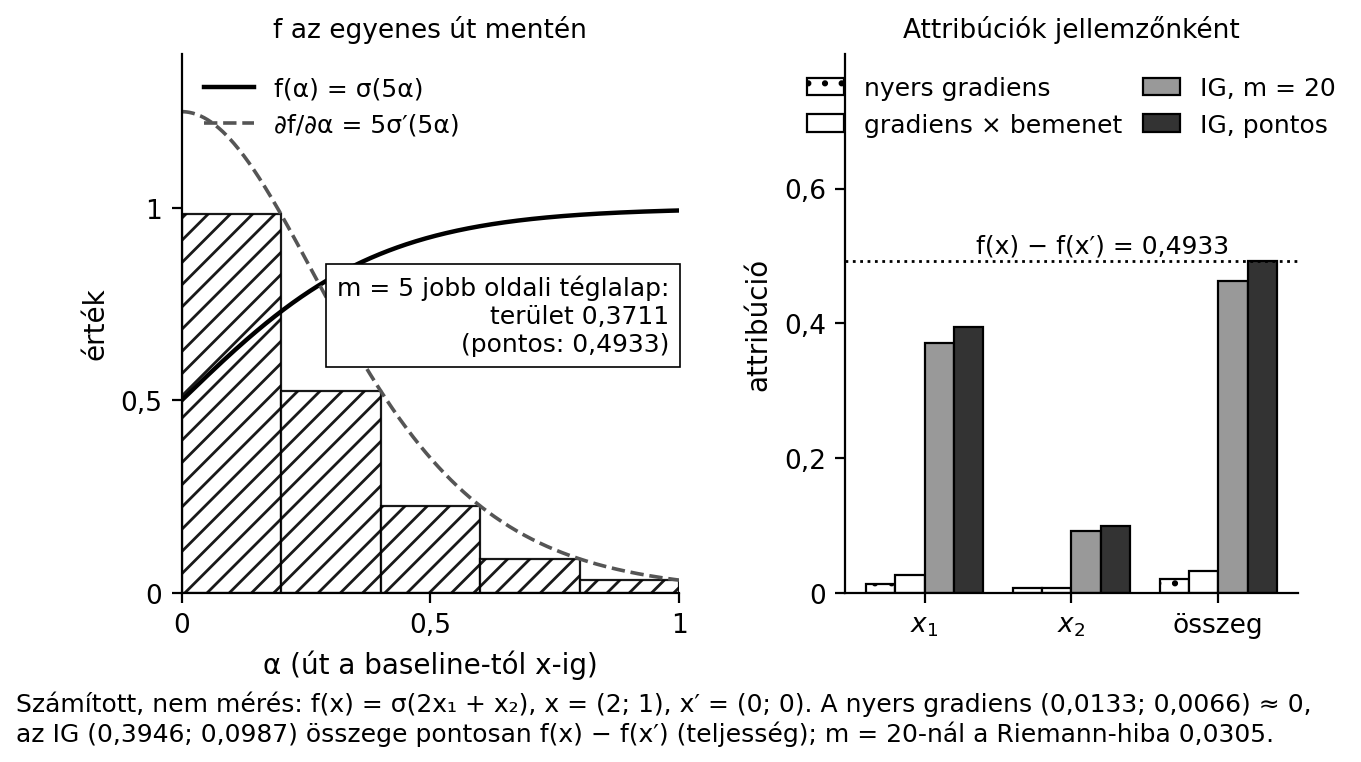 f az egyenes út mentén
f(α) = σ(5α)
∂f/∂α = 5σ′(5α)
m = 5 jobb oldali téglalap:
terület 0,3711
(pontos: 0,4933)
érték
1
0,5
0
0
0,5
1
α (út a baseline-tól x-ig)
Attribúciók jellemzőnként
nyers gradiens
gradiens × bemenet
IG, m = 20
IG, pontos
f(x) − f(x′) = 0,4933
attribúció
0,6
0,4
0,2
0
x₁
x₂
összeg
Számított, nem mérés: f(x) = σ(2x₁ + x₂), x = (2; 1), x′ = (0; 0). A nyers gradiens (0,0133; 0,0066) ≈ 0,
az IG (0,3946; 0,0987) összege pontosan f(x) − f(x′) (teljesség); m = 20-nál a Riemann-hiba 0,0305.